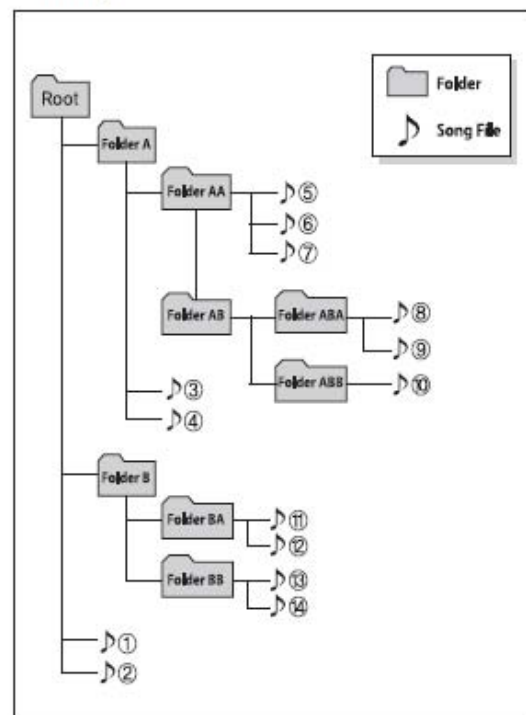 Root
Folder
Song File
Folder A
Folder AA
⑤
⑥
⑦
Folder AB
Folder ABA
⑧
⑨
Folder ABB
⑩
③
④
Folder B
Folder BA
⑪
⑫
Folder BB
⑬
⑭
①
②